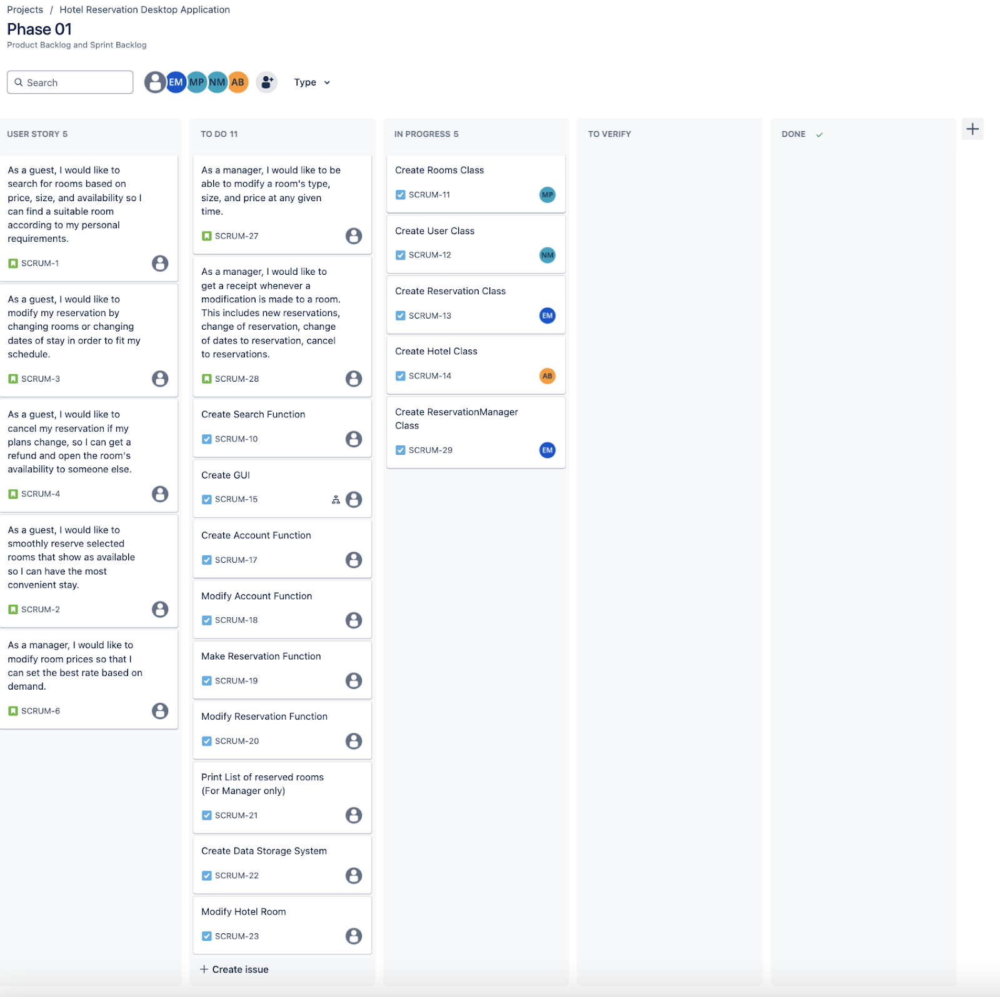 Projects / Hotel Reservation Desktop Application
Phase 01
Product Backlog and Sprint Backlog
Search
EM MP NM AB
Type
USER STORY 5
As a guest, I would like to
search for rooms based on
price, size, and availability so I
can find a suitable room
according to my personal
requirements.
SCRUM-1
As a guest, I would like to
modify my reservation by
changing rooms or changing
dates of stay in order to fit my
schedule.
SCRUM-3
As a guest, I would like to
cancel my reservation if my
plans change, so I can get a
refund and open the room's
availability to someone else.
SCRUM-4
As a guest, I would like to
smoothly reserve selected
rooms that show as available
so I can have the most
convenient stay.
SCRUM-2
As a manager, I would like to
modify room prices so that I
can set the best rate based on
demand.
SCRUM-6
TO DO 11
As a manager, I would like to be
able to modify a room's type,
size, and price at any given
time.
SCRUM-27
As a manager, I would like to
get a receipt whenever a
modification is made to a room.
This includes new reservations,
change of reservation, change
of dates to reservation, cancel
to reservations.
SCRUM-28
Create Search Function
SCRUM-10
Create GUI
SCRUM-15
Create Account Function
SCRUM-17
Modify Account Function
SCRUM-18
Make Reservation Function
SCRUM-19
Modify Reservation Function
SCRUM-20
Print List of reserved rooms
(For Manager only)
SCRUM-21
Create Data Storage System
SCRUM-22
Modify Hotel Room
SCRUM-23
+ Create issue
IN PROGRESS 5
Create Rooms Class
SCRUM-11 MP
Create User Class
SCRUM-12 NM
Create Reservation Class
SCRUM-13 EM
Create Hotel Class
SCRUM-14 AB
Create ReservationManager
Class
SCRUM-29 EM
TO VERIFY
DONE